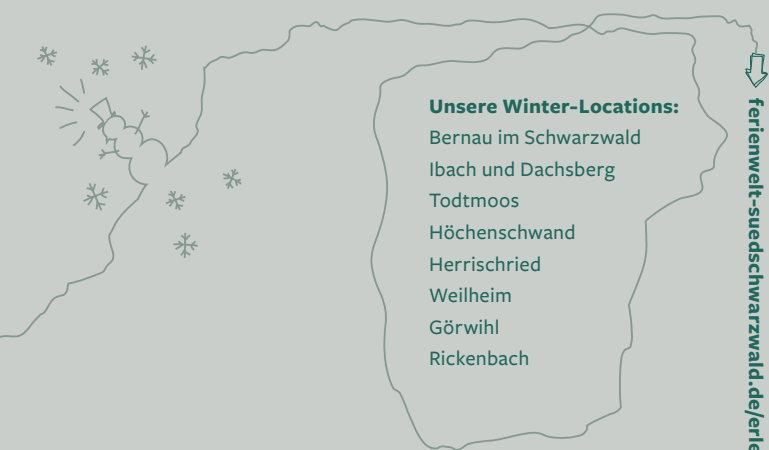 Unsere Winter-Locations:
Bernau im Schwarzwald
Ibach und Dachsberg
Todtmoos
Höchenschwand
Herrischried
Weilheim
Görwihl
Rickenbach
ferienwelt-suedschwarzwald.de/erle